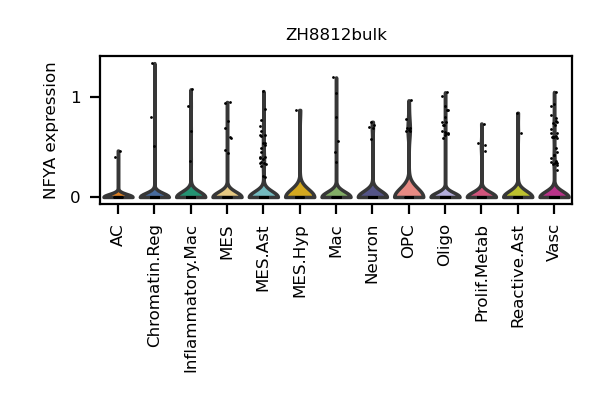 ZH8812bulk
NFYA expression
1
0
AC
Chromatin.Reg
Inflammatory.Mac
MES
MES.Ast
MES.Hyp
Mac
Neuron
OPC
Oligo
Prolif.Metab
Reactive.Ast
Vasc